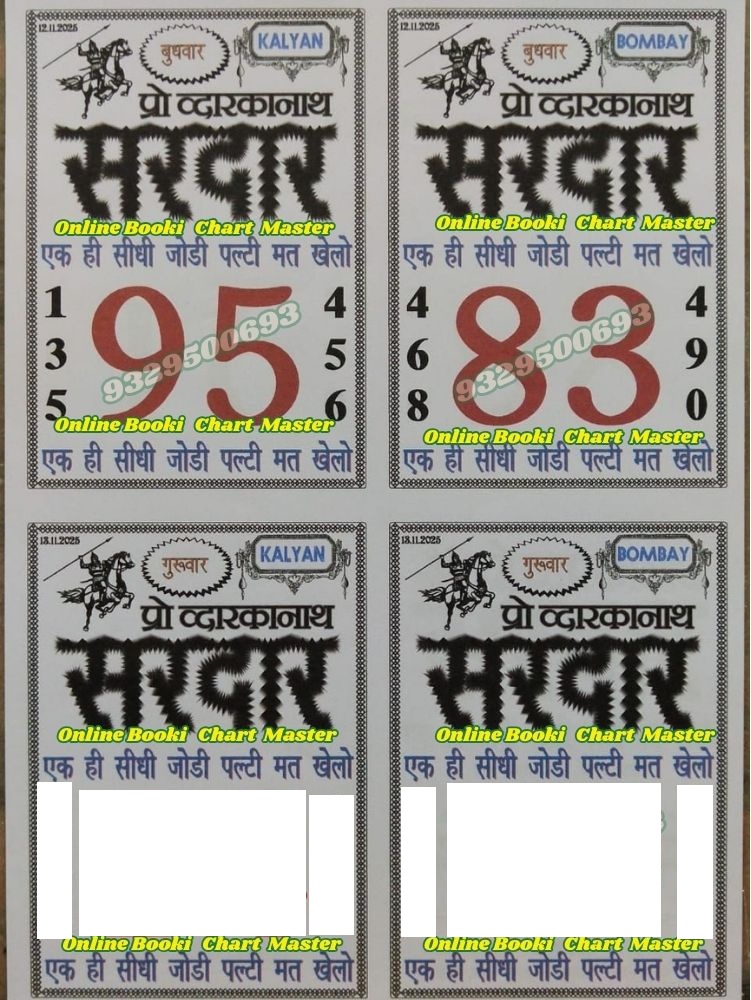 12.11.2025
बुधवार
KALYAN
प्रो व्दारकानाथ
सरदार
Online Booki Chart Master
एक ही सीधी जोडी पल्टी मत खेलो
1
3
5
95
4
5
6
9329500693
Online Booki Chart Master
एक ही सीधी जोडी पल्टी मत खेलो
12.11.2025
बुधवार
BOMBAY
प्रो व्दारकानाथ
सरदार
Online Booki Chart Master
एक ही सीधी जोडी पल्टी मत खेलो
4
6
8
83
4
9
0
9329500693
Online Booki Chart Master
एक ही सीधी जोडी पल्टी मत खेलो
13.11.2025
गुरूवार
KALYAN
प्रो व्दारकानाथ
सरदार
Online Booki Chart Master
एक ही सीधी जोडी पल्टी मत खेलो
Online Booki Chart Master
एक ही सीधी जोडी पल्टी मत खेलो
13.11.2025
गुरूवार
BOMBAY
प्रो व्दारकानाथ
सरदार
Online Booki Chart Master
एक ही सीधी जोडी पल्टी मत खेलो
Online Booki Chart Master
एक ही सीधी जोडी पल्टी मत खेलो